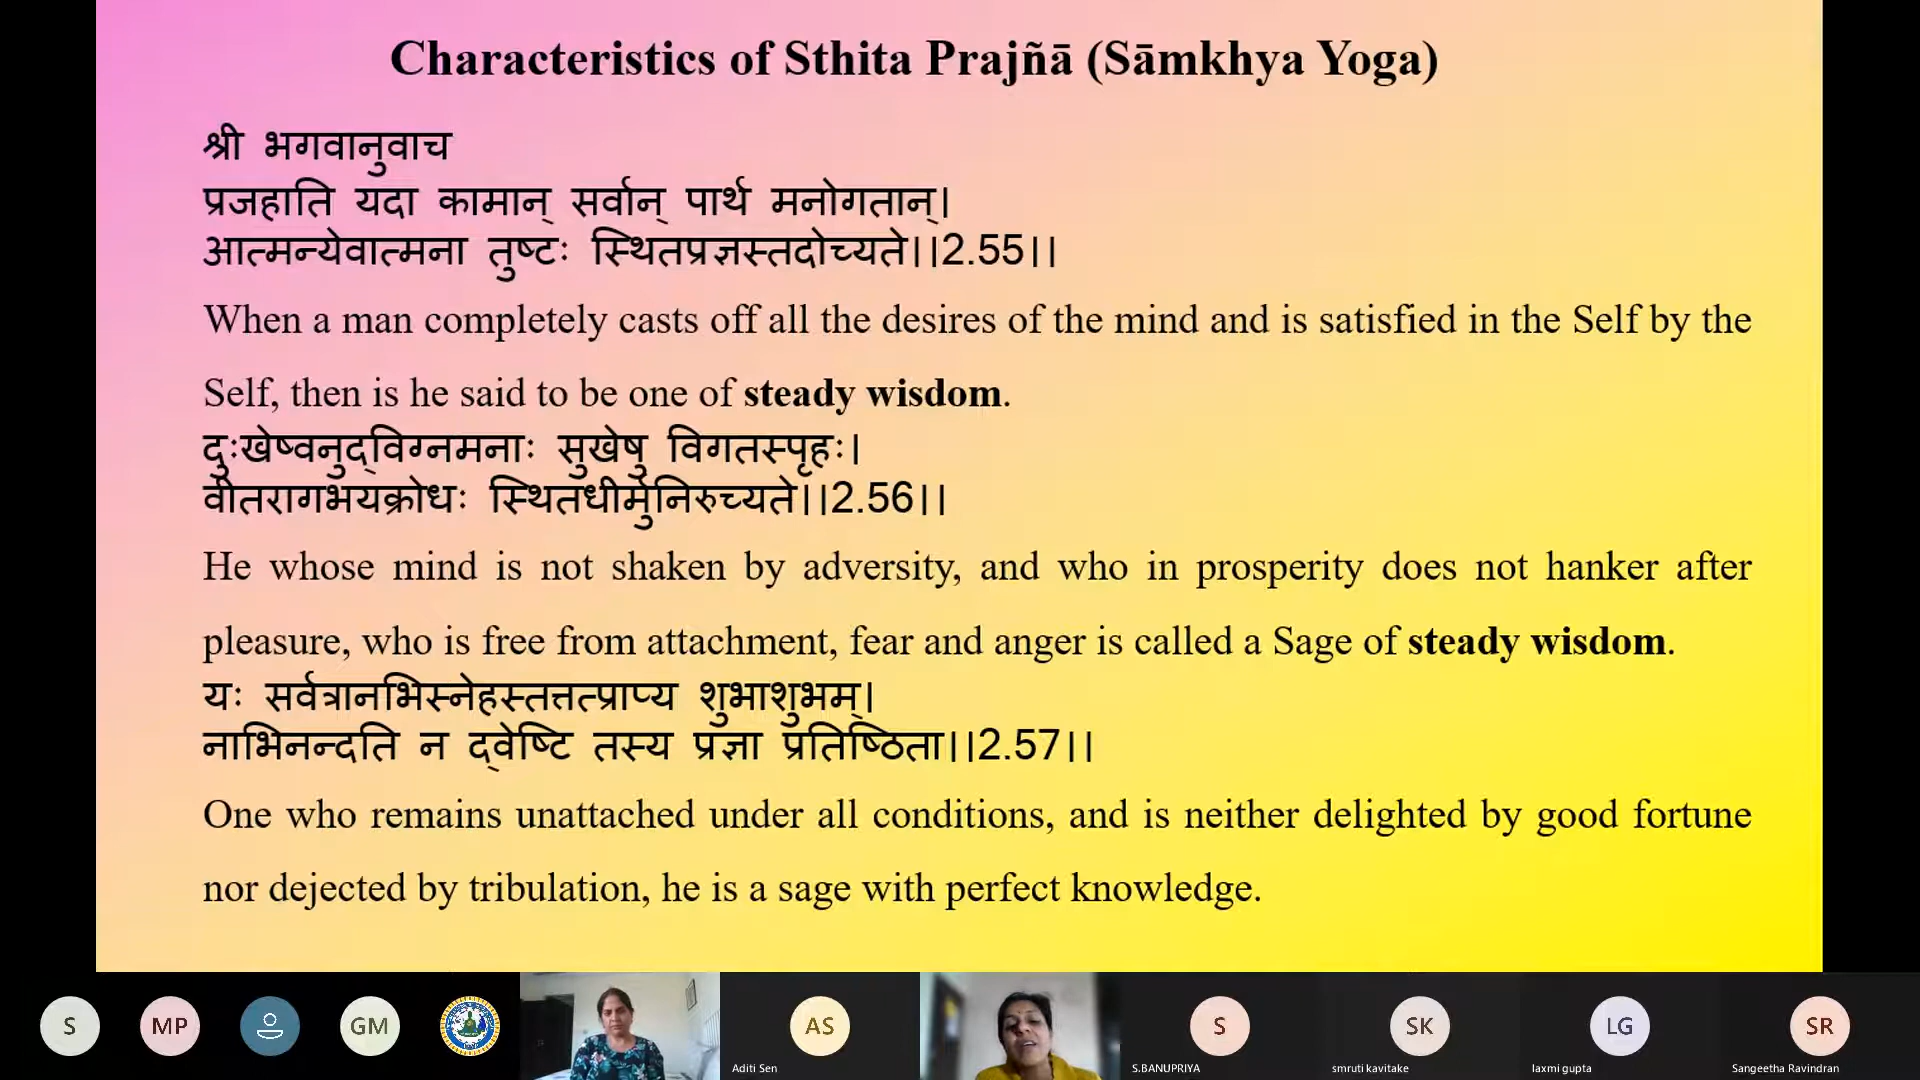 Characteristics of Sthita Prajñā (Sāmkhya Yoga)
श्री भगवानुवाच
प्रजहाति यदा कामान् सर्वान् पार्थ मनोगतान्।
आत्मन्येवात्मना तुष्टः स्थितप्रज्ञस्तदोच्यते।।2.55।।
When a man completely casts off all the desires of the mind and is satisfied in the Self by the
Self, then is he said to be one of steady wisdom.
दुःखेष्वनुद्विग्नमनाः सुखेषु विगतस्पृहः।
वीतरागभयक्रोधः स्थितधीर्मुनिरुच्यते।।2.56।।
He whose mind is not shaken by adversity, and who in prosperity does not hanker after
pleasure, who is free from attachment, fear and anger is called a Sage of steady wisdom.
यः सर्वत्रानभिस्नेहस्तत्तत्प्राप्य शुभाशुभम्।
नाभिनन्दति न द्वेष्टि तस्य प्रज्ञा प्रतिष्ठिता।।2.57।।
One who remains unattached under all conditions, and is neither delighted by good fortune
nor dejected by tribulation, he is a sage with perfect knowledge.
S MP GM AS S SK LG SR
Aditi Sen S.BANUPRIYA smruti kavitake laxmi gupta Sangeetha Ravindran